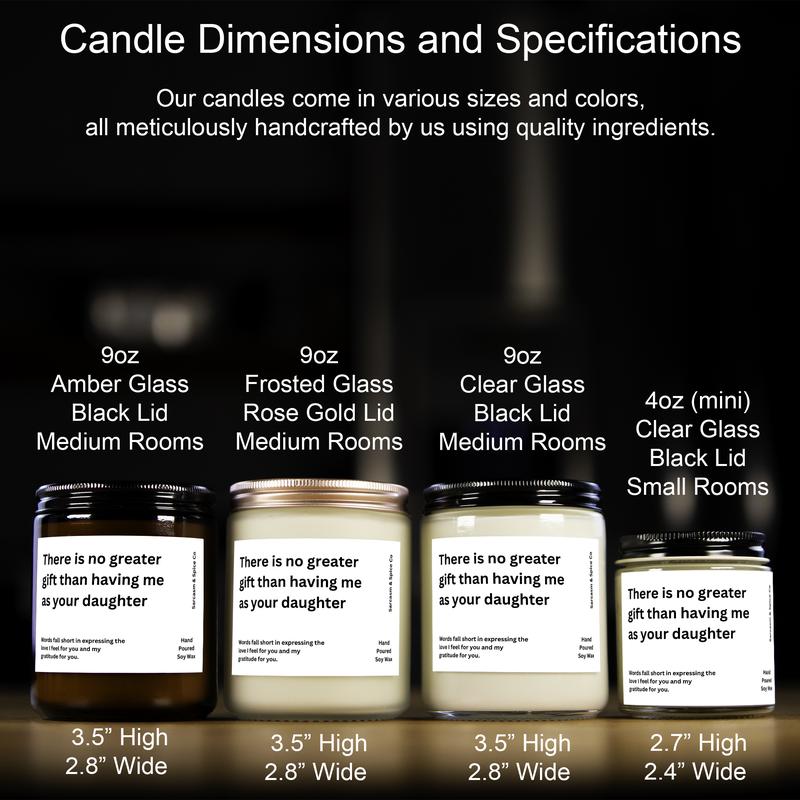 Candle Dimensions and Specifications
Our candles come in various sizes and colors,
all meticulously handcrafted by us using quality ingredients.
9oz
Amber Glass
Black Lid
Medium Rooms
9oz
Frosted Glass
Rose Gold Lid
Medium Rooms
9oz
Clear Glass
Black Lid
Medium Rooms
4oz (mini)
Clear Glass
Black Lid
Small Rooms
There is no greater
gift than having me
as your daughter
Sarcasm & Spice Co
Words fall short in expressing the
love I feel for you and my
gratitude for you.
Hand
Poured
Soy Wax
There is no greater
gift than having me
as your daughter
Sarcasm & Spice Co
Words fall short in expressing the
love I feel for you and my
gratitude for you.
Hand
Poured
Soy Wax
There is no greater
gift than having me
as your daughter
Sarcasm & Spice Co
Words fall short in expressing the
love I feel for you and my
gratitude for you.
Hand
Poured
Soy Wax
There is no greater
gift than having me
as your daughter
Sarcasm & Spice Co
Words fall short in expressing the
love I feel for you and my
gratitude for you.
Hand
Poured
Soy Wax
3.5” High
2.8” Wide
3.5” High
2.8” Wide
3.5” High
2.8” Wide
2.7” High
2.4” Wide